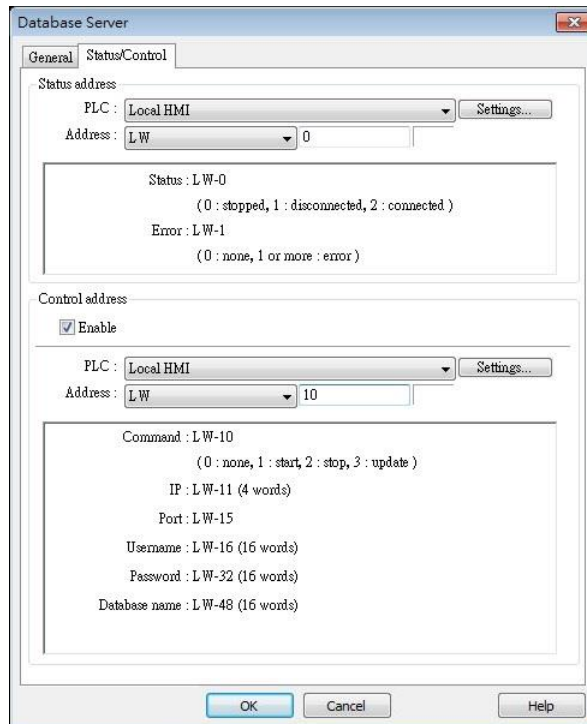 Database Server
General Status/Control
Status address
PLC : Local HMI Settings...
Address : LW 0
Status : LW-0
( 0 : stopped, 1 : disconnected, 2 : connected )
Error : LW-1
( 0 : none, 1 or more : error )
Control address
Enable
PLC : Local HMI Settings...
Address : LW 10
Command : LW-10
( 0 : none, 1 : start, 2 : stop, 3 : update )
IP : LW-11 (4 words)
Port : LW-15
Username : LW-16 (16 words)
Password : LW-32 (16 words)
Database name : LW-48 (16 words)
OK Cancel Help